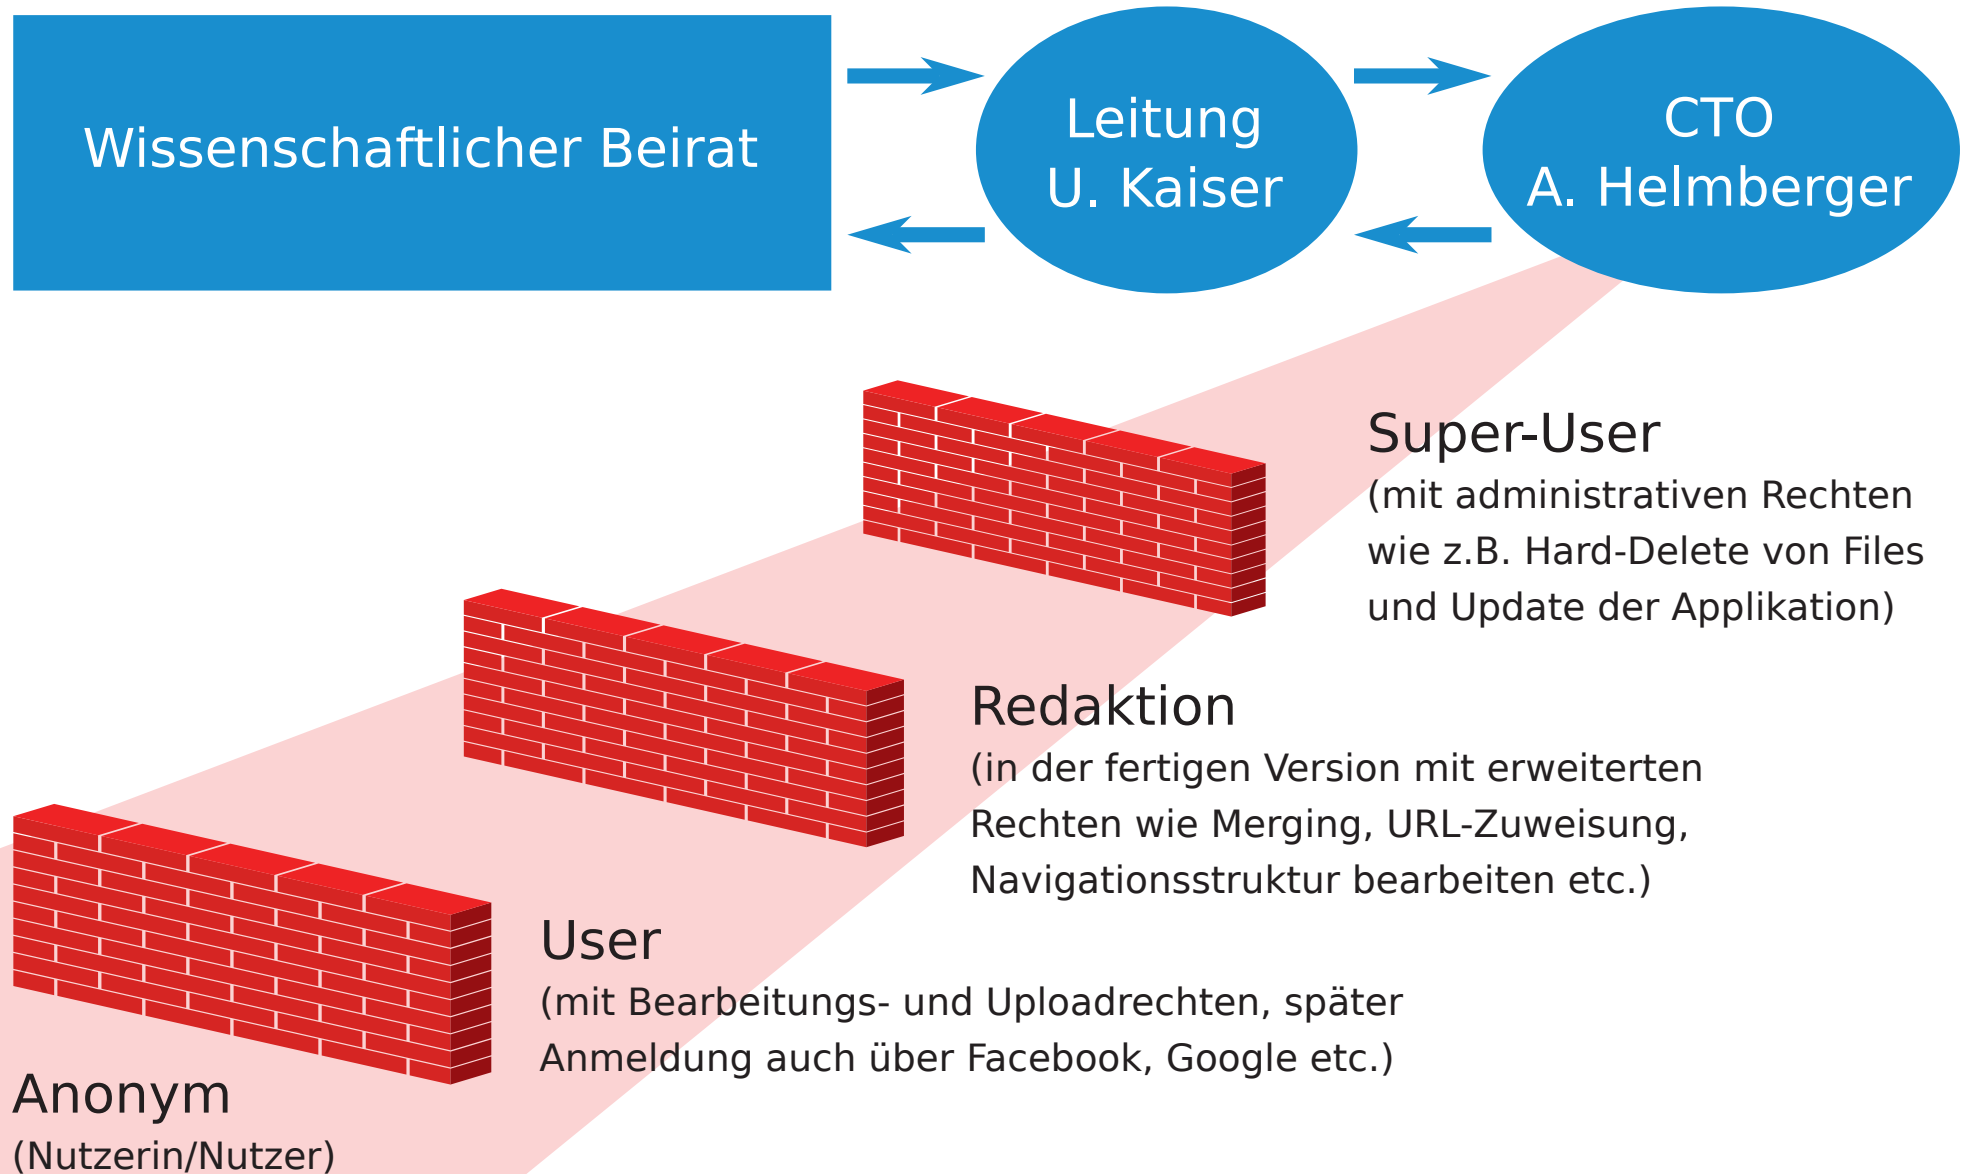 Wissenschaftlicher Beirat
Leitung
U. Kaiser
CTO
A. Helmberger
Super-User
(mit administrativen Rechten
wie z.B. Hard-Delete von Files
und Update der Applikation)
Redaktion
(in der fertigen Version mit erweiterten
Rechten wie Merging, URL-Zuweisung,
Navigationsstruktur bearbeiten etc.)
User
(mit Bearbeitungs- und Uploadrechten, später
Anmeldung auch über Facebook, Google etc.)
Anonym
(Nutzerin/Nutzer)